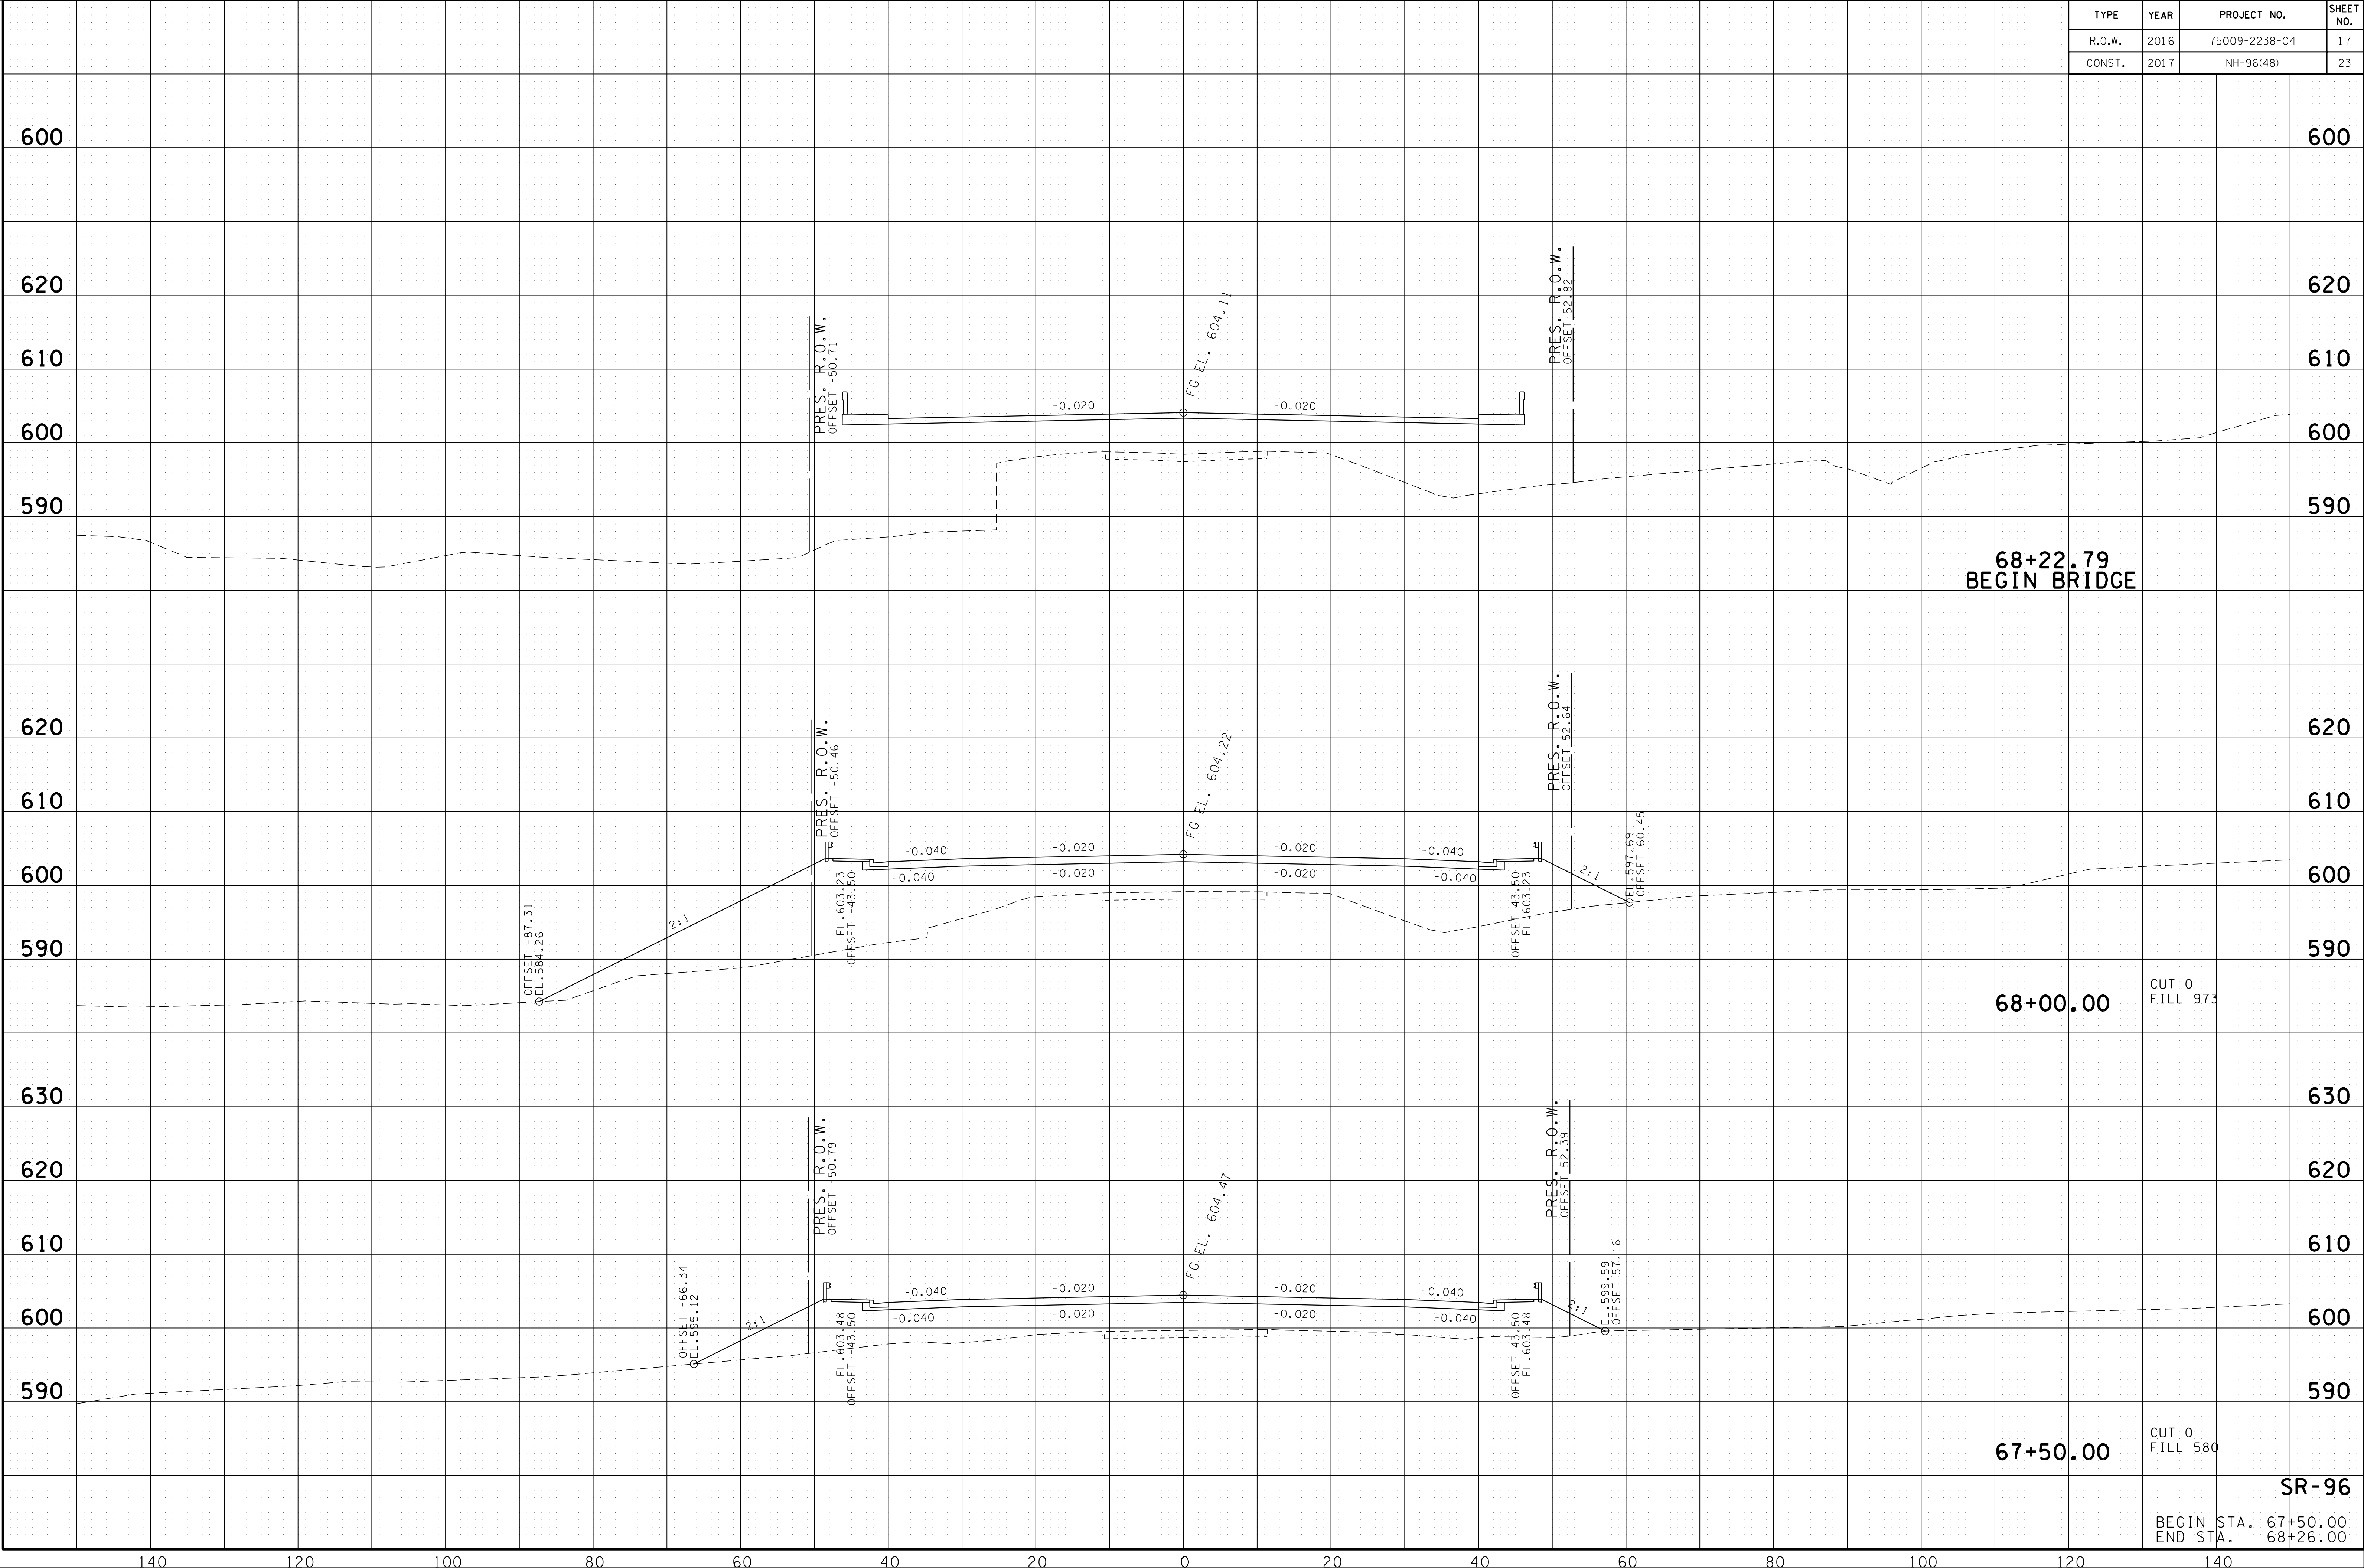 TYPE YEAR PROJECT NO. SHEET NO.
R.O.W. 2016 75009-2238-04 17
CONST. 2017 NH-96(48) 23
600 600
620 620
610 610
600 600
590 590
PRES. R.O.W.
OFFSET -50.71
-0.020
FG EL. 604.11
-0.020
PRES. R.O.W.
OFFSET 52.82
68+22.79
BEGIN BRIDGE
620 620
610 610
600 600
590 590
OFFSET -87.31
EL.584.26
2:1
PRES. R.O.W.
OFFSET -50.46
EL.603.23
OFFSET -43.50
-0.040
-0.040
-0.020
-0.020
FG EL. 604.22
-0.020
-0.020
-0.040
-0.040
OFFSET 43.50
EL.603.23
PRES. R.O.W.
OFFSET 52.64
2:1
EL.597.69
OFFSET 60.45
68+00.00
CUT 0
FILL 973
630 630
620 620
610 610
600 600
590 590
OFFSET -66.34
EL.595.12
2:1
PRES. R.O.W.
OFFSET -50.79
EL.603.48
OFFSET -43.50
-0.040
-0.040
-0.020
-0.020
FG EL. 604.47
-0.020
-0.020
-0.040
-0.040
OFFSET 43.50
EL.603.48
PRES. R.O.W.
OFFSET 52.39
2:1
EL.599.59
OFFSET 57.16
67+50.00
CUT 0
FILL 580
SR-96
BEGIN STA. 67+50.00
END STA. 68+26.00
140 120 100 80 60 40 20 0 20 40 60 80 100 120 140